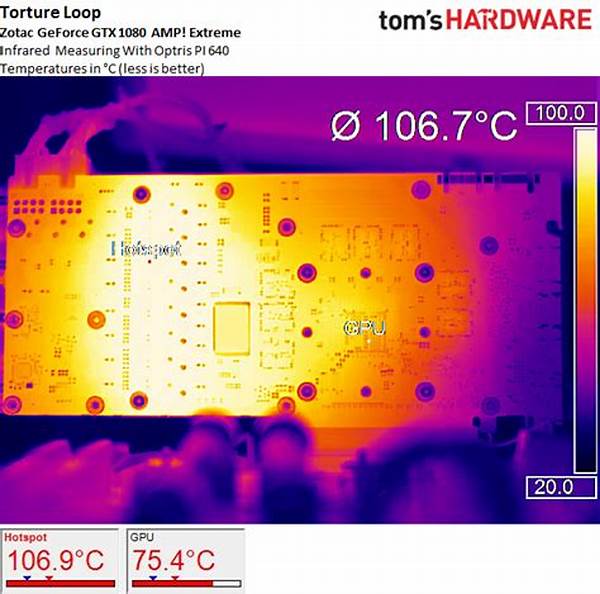 Torture Loop
tom's HARDWARE
Zotac GeForce GTX 1080 AMP! Extreme
Infrared Measuring With Optris PI 640
Temperatures in °C (less is better)
Ø 106.7°C
100.0
Hotspot
GPU
20.0
Hotspot
106.9°C
GPU
75.4°C